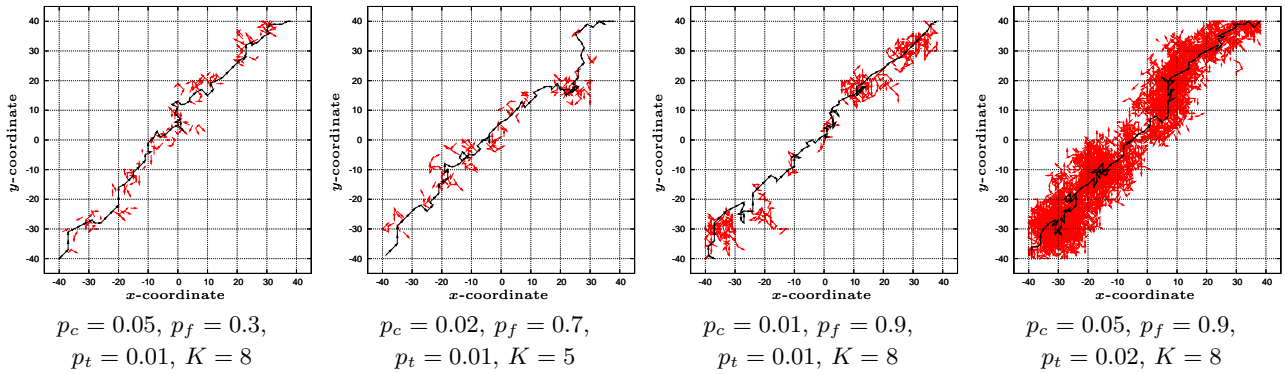 y-coordinate
40
30
20
10
0
-10
-20
-30
-40
-40 -30 -20 -10 0 10 20 30 40
x-coordinate
p_c = 0.05, p_f = 0.3,
p_t = 0.01, K = 8
y-coordinate
40
30
20
10
0
-10
-20
-30
-40
-40 -30 -20 -10 0 10 20 30 40
x-coordinate
p_c = 0.02, p_f = 0.7,
p_t = 0.01, K = 5
y-coordinate
40
30
20
10
0
-10
-20
-30
-40
-40 -30 -20 -10 0 10 20 30 40
x-coordinate
p_c = 0.01, p_f = 0.9,
p_t = 0.01, K = 8
y-coordinate
40
30
20
10
0
-10
-20
-30
-40
-40 -30 -20 -10 0 10 20 30 40
x-coordinate
p_c = 0.05, p_f = 0.9,
p_t = 0.02, K = 8